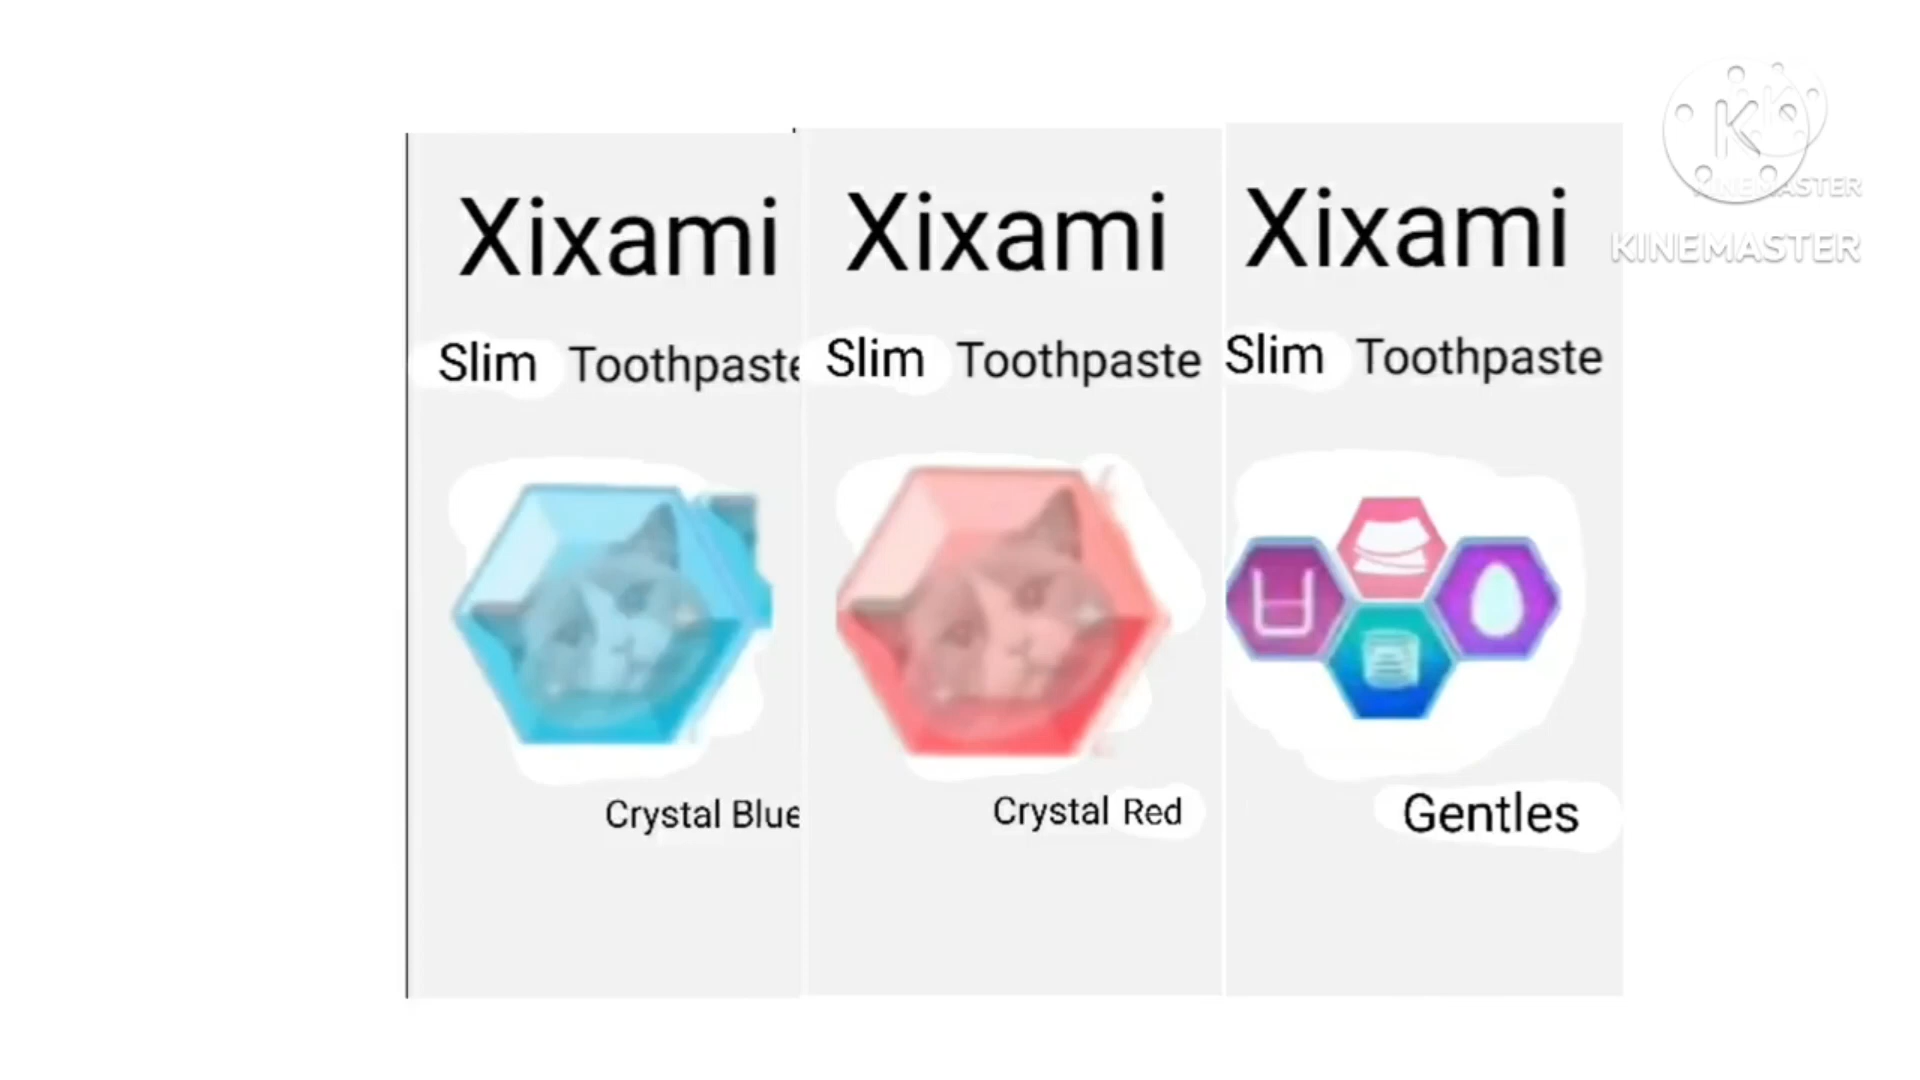 Xixami
Slim Toothpaste
Crystal Blue
Xixami
Slim Toothpaste
Crystal Red
Xixami
Slim Toothpaste
Gentles
KINEMASTER
KINEMASTER